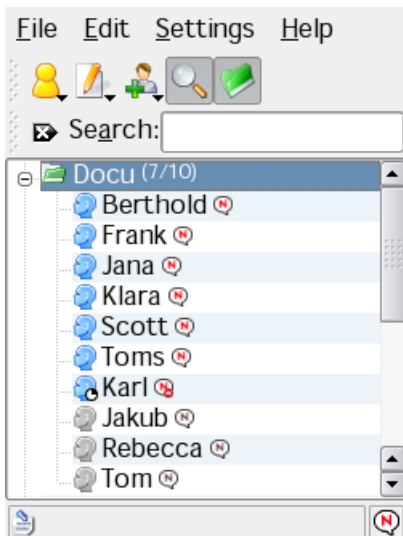 File Edit Settings Help
Search:
Docu (7/10)
Berthold N
Frank N
Jana N
Klara N
Scott N
Toms N
Karl N
Jakub N
Rebecca N
Tom N
N